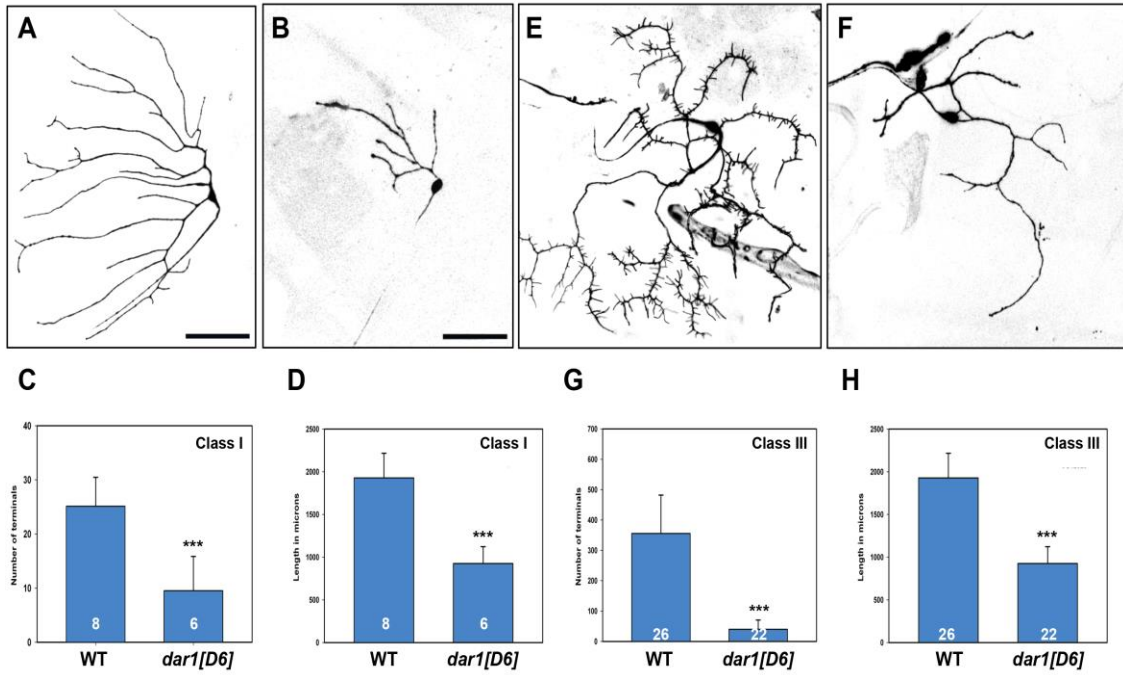 A
B
E
F
C
D
G
H
Class I
Number of terminals
40
30
20
10
0
***
8
6
WT
dar1[D6]
Class I
Length in microns
2500
2000
1500
1000
500
0
***
8
6
WT
dar1[D6]
Class III
Number of terminals
700
600
500
400
300
200
100
0
***
26
22
WT
dar1[D6]
Class III
Length in microns
2500
2000
1500
1000
500
0
***
26
22
WT
dar1[D6]